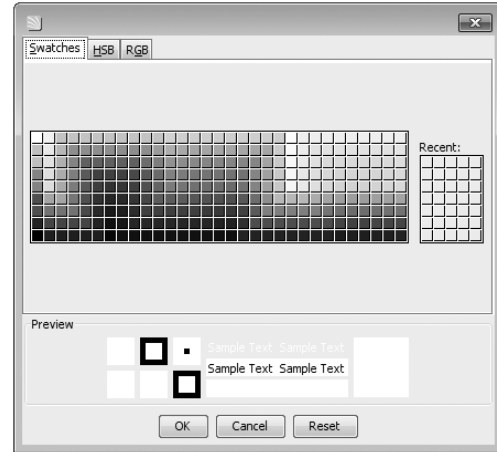 Swatches HSB RGB
Recent:
Preview
Sample Text Sample Text
Sample Text Sample Text
OK Cancel Reset